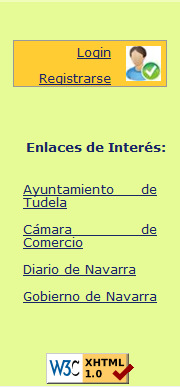 Login
Registrarse
Enlaces de Interés:
Ayuntamiento de
Tudela
Cámara de
Comercio
Diario de Navarra
Gobierno de Navarra
W3C XHTML
1.0